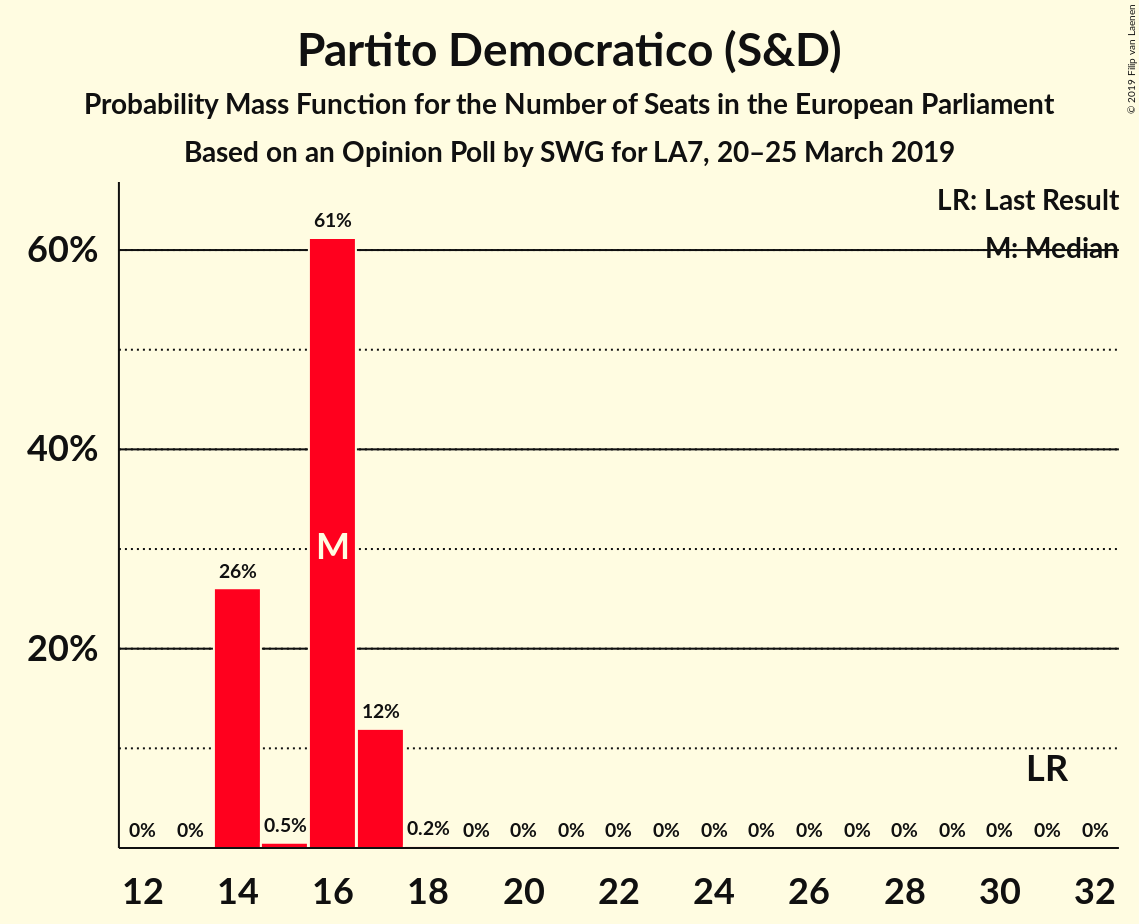 Partito Democratico (S&D)
Probability Mass Function for the Number of Seats in the European Parliament
Based on an Opinion Poll by SWG for LA7, 20–25 March 2019
© 2019 Filip van Laenen
LR: Last Result
M: Median
60%
40%
20%
0% 0% 26% 0.5% 61% 12% 0.2% 0% 0% 0% 0% 0% 0% 0% 0% 0% 0% 0% 0% 0% 0%
M
LR
12 14 16 18 20 22 24 26 28 30 32